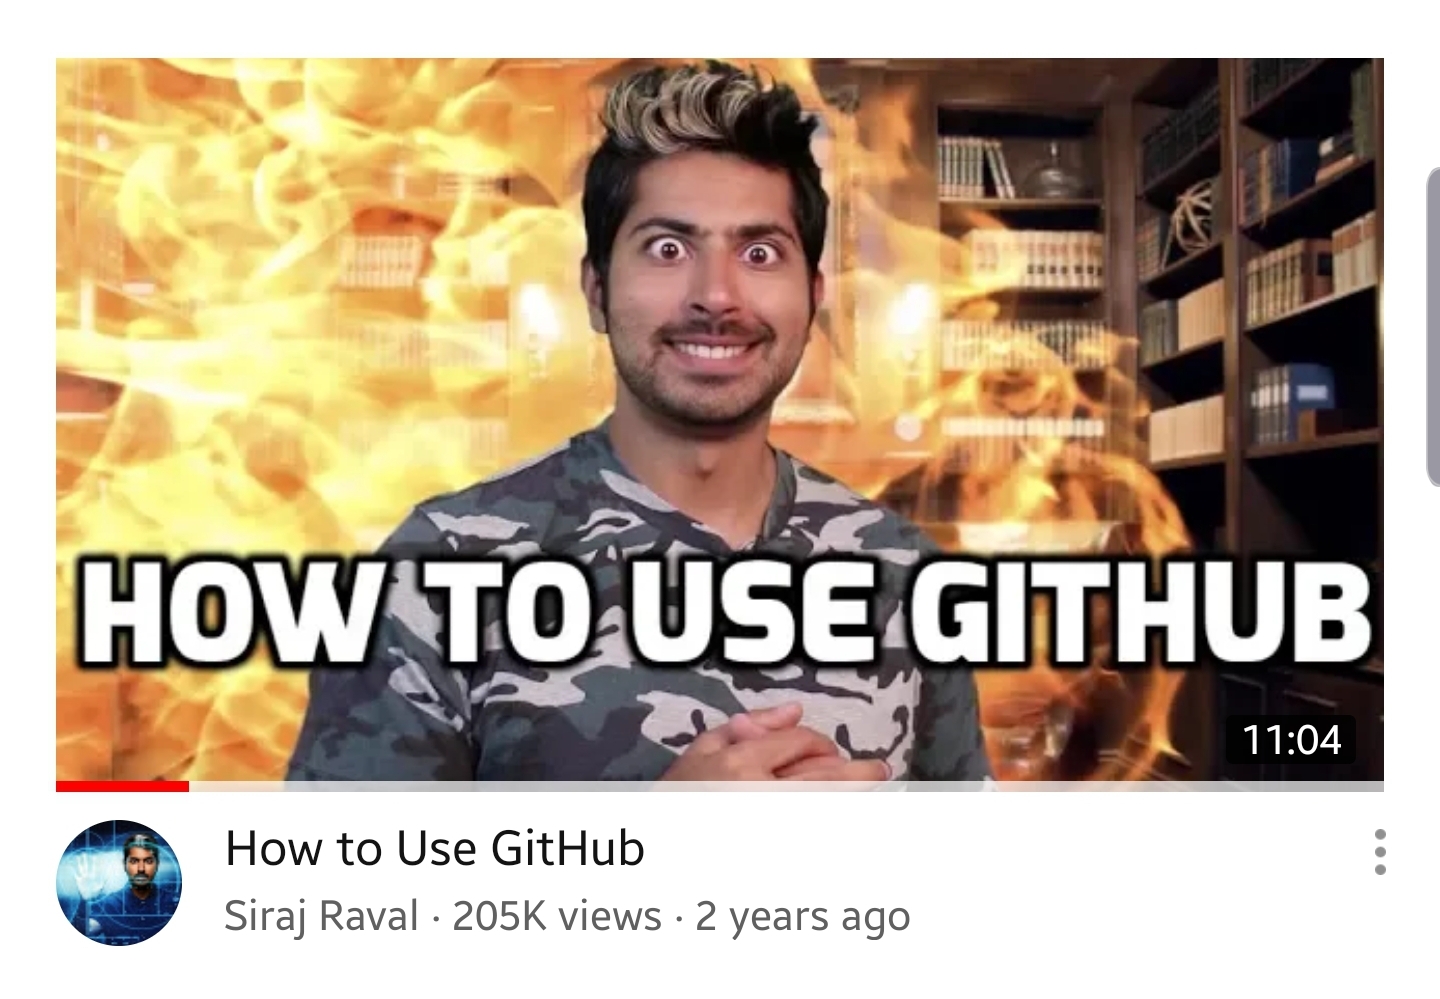 HOW TO USE GITHUB
11:04
How to Use GitHub
Siraj Raval · 205K views · 2 years ago